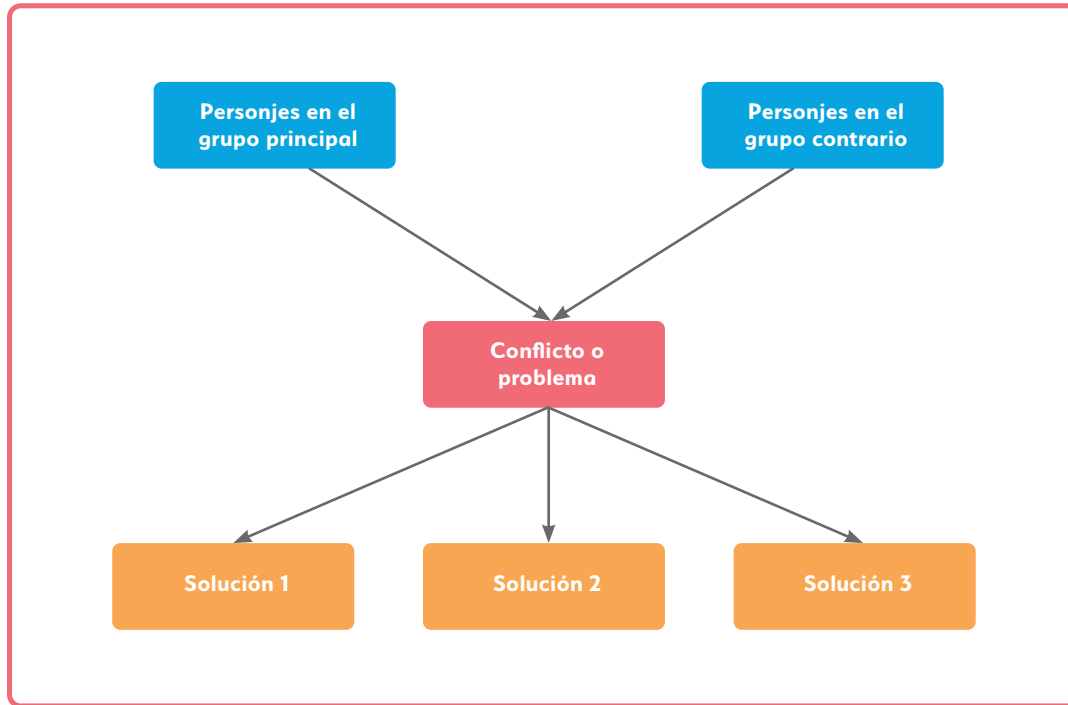 Personjes en el
grupo principal
Personjes en el
grupo contrario
Conflicto o
problema
Solución 1
Solución 2
Solución 3